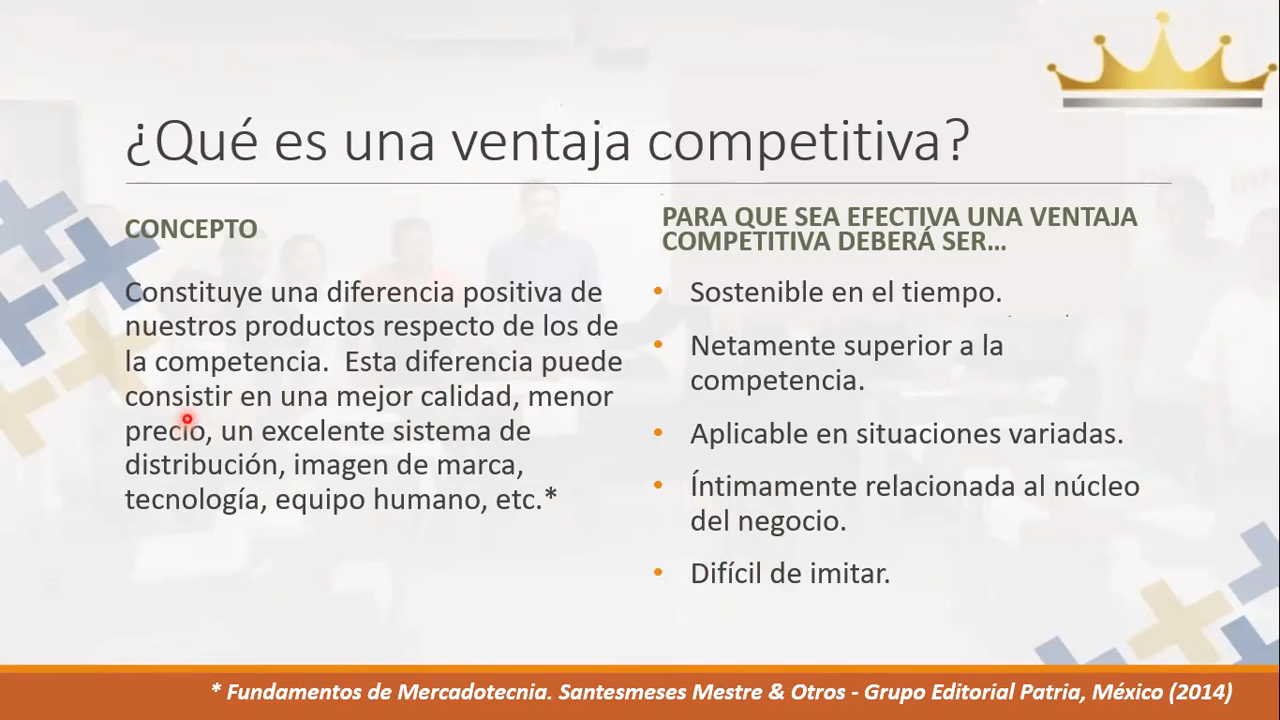 ¿Qué es una ventaja competitiva?
CONCEPTO
Constituye una diferencia positiva de
nuestros productos respecto de los de
la competencia. Esta diferencia puede
consistir en una mejor calidad, menor
precio, un excelente sistema de
distribución, imagen de marca,
tecnología, equipo humano, etc.*
PARA QUE SEA EFECTIVA UNA VENTAJA
COMPETITIVA DEBERÁ SER…
• Sostenible en el tiempo.
• Netamente superior a la
competencia.
• Aplicable en situaciones variadas.
• Íntimamente relacionada al núcleo
del negocio.
• Difícil de imitar.
* Fundamentos de Mercadotecnia. Santesmeses Mestre & Otros - Grupo Editorial Patria, México (2014)